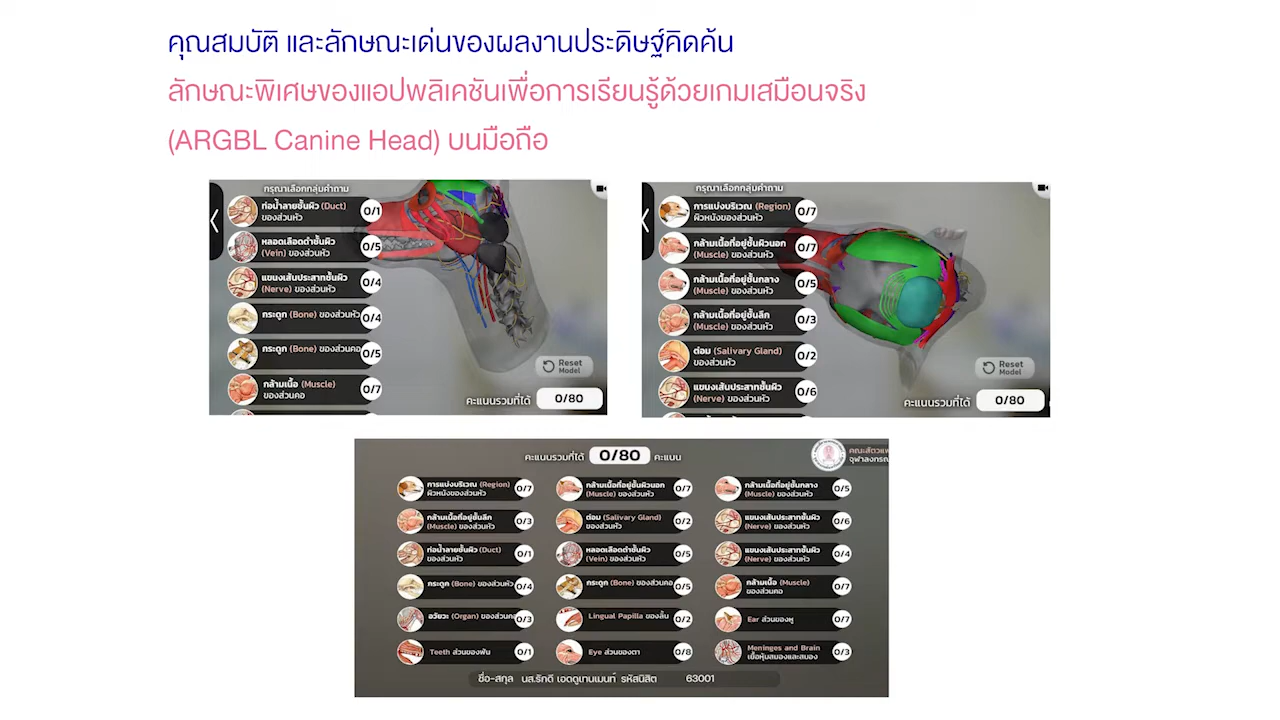 คุณสมบัติ และลักษณะเด่นของผลงานประดิษฐ์คิดค้น
ลักษณะพิเศษของแอปพลิเคชันเพื่อการเรียนรู้ด้วยเกมเสมือนจริง
(ARGBL Canine Head) บนมือถือ
กรุณาเลือกกลุ่มคำถาม
ท่อน้ำลายชั้นผิว (Duct)
ของส่วนหัว
0/1
หลอดเลือดดำชั้นผิว
(Vein) ของส่วนหัว
0/5
แขนงเส้นประสาทชั้นผิว
(Nerve) ของส่วนหัว
0/4
กระดูก (Bone) ของส่วนหัว
0/4
กระดูก (Bone) ของส่วนคอ
0/5
กล้ามเนื้อ (Muscle)
ของส่วนคอ
0/7
Reset
Model
คะแนนรวมที่ได้ 0/80
กรุณาเลือกกลุ่มคำถาม
การแบ่งบริเวณ (Region)
ผิวหนังของส่วนหัว
0/7
กล้ามเนื้อที่อยู่ชั้นผิวนอก
(Muscle) ของส่วนหัว
0/7
กล้ามเนื้อที่อยู่ชั้นกลาง
(Muscle) ของส่วนหัว
0/5
กล้ามเนื้อที่อยู่ชั้นลึก
(Muscle) ของส่วนหัว
0/3
ต่อม (Salivary Gland)
ของส่วนหัว
0/2
แขนงเส้นประสาทชั้นผิว
(Nerve) ของส่วนหัว
0/6
Reset
Model
คะแนนรวมที่ได้ 0/80
คะแนนรวมที่ได้ 0/80 คะแนน
คณะสัตวแพ
จุฬาลงกรณ
การแบ่งบริเวณ (Region)
ผิวหนังของส่วนหัว
0/7
กล้ามเนื้อที่อยู่ชั้นผิวนอก
(Muscle) ของส่วนหัว
0/7
กล้ามเนื้อที่อยู่ชั้นกลาง
(Muscle) ของส่วนหัว
0/5
กล้ามเนื้อที่อยู่ชั้นลึก
(Muscle) ของส่วนหัว
0/3
ต่อม (Salivary Gland)
ของส่วนหัว
0/2
แขนงเส้นประสาทชั้นผิว
(Nerve) ของส่วนหัว
0/6
ท่อน้ำลายชั้นผิว (Duct)
ของส่วนหัว
0/1
หลอดเลือดดำชั้นผิว
(Vein) ของส่วนหัว
0/5
แขนงเส้นประสาทชั้นผิว
(Nerve) ของส่วนหัว
0/4
กระดูก (Bone) ของส่วนหัว
0/4
กระดูก (Bone) ของส่วนคอ
0/5
กล้ามเนื้อ (Muscle)
ของส่วนคอ
0/7
อวัยวะ (Organ) ของส่วนคอ
0/3
Lingual Papilla ของลิ้น
0/2
Ear ส่วนของหู
0/7
Teeth ส่วนของฟัน
0/1
Eye ส่วนของตา
0/8
Meninges and Brain
เยื่อหุ้มสมองและสมอง
0/3
ชื่อ-สกุล นส.รักดี เอดดูเทนเมนท์ รหัสนิสิต 63001